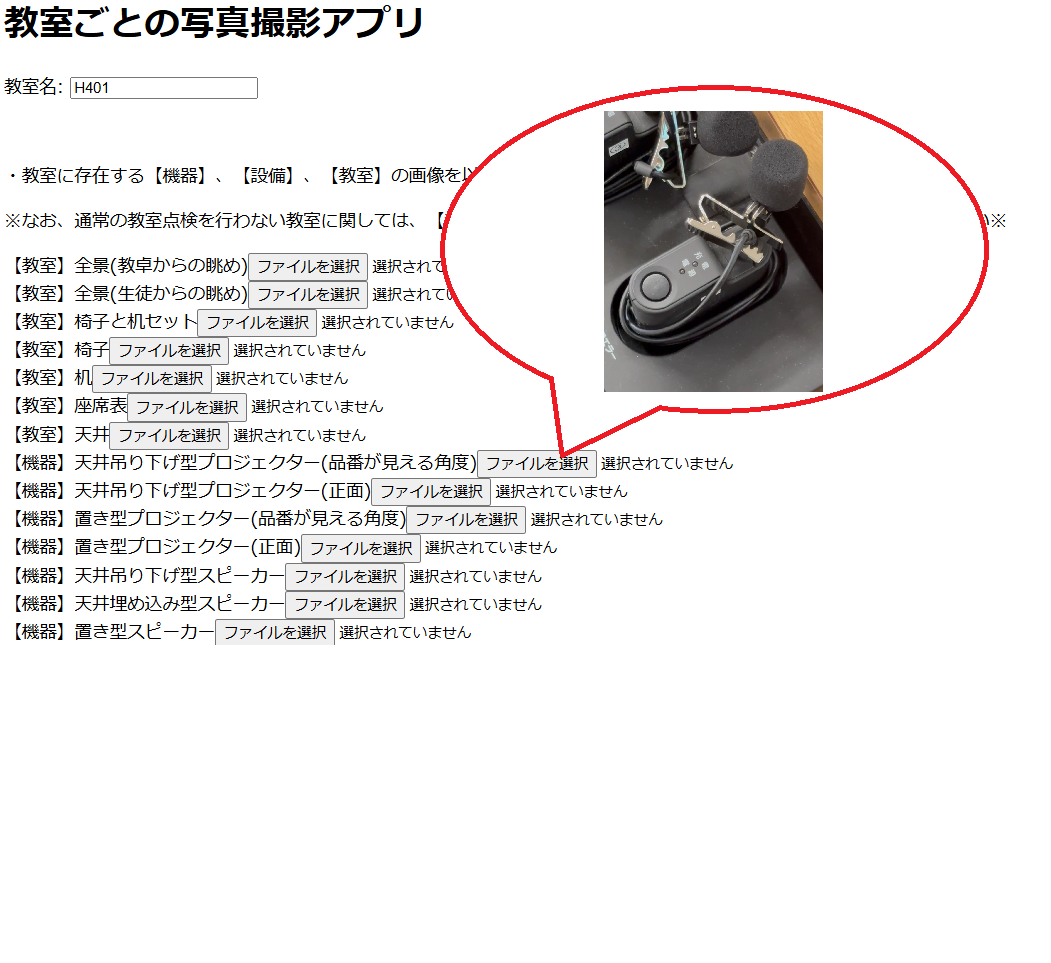 教室ごとの写真撮影アプリ
教室名: H401
・教室に存在する【機器】、【設備】、【教室】の画像を
※なお、通常の教室点検を行わない教室に関しては、【 ※
【教室】全景(教卓からの眺め)ファイルを選択 選択されて
【教室】全景(生徒からの眺め)ファイルを選択 選択されてい
【教室】椅子と机セットファイルを選択 選択されていません
【教室】椅子ファイルを選択 選択されていません
【教室】机ファイルを選択 選択されていません
【教室】座席表ファイルを選択 選択されていません
【教室】天井ファイルを選択 選択されていません
【機器】天井吊り下げ型プロジェクター(品番が見える角度)ファイルを選択 選択されていません
【機器】天井吊り下げ型プロジェクター(正面)ファイルを選択 選択されていません
【機器】置き型プロジェクター(品番が見える角度)ファイルを選択 選択されていません
【機器】置き型プロジェクター(正面)ファイルを選択 選択されていません
【機器】天井吊り下げ型スピーカーファイルを選択 選択されていません
【機器】天井埋め込み型スピーカーファイルを選択 選択されていません
【機器】置き型スピーカーファイルを選択 選択されていません